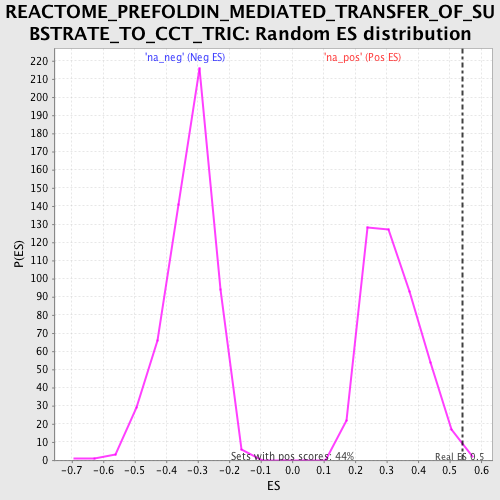 REACTOME_PREFOLDIN_MEDIATED_TRANSFER_OF_SU
BSTRATE_TO_CCT_TRIC: Random ES distribution
'na_neg' (Neg ES)
'na_pos' (Pos ES)
220
210
200
190
180
170
160
150
140
130
120
110
100
90
80
70
60
50
40
30
20
10
0
P(ES)
Sets with pos scores: 44%
Real ES 0.5
-0.7 -0.6 -0.5 -0.4 -0.3 -0.2 -0.1 0.0 0.1 0.2 0.3 0.4 0.5 0.6
ES